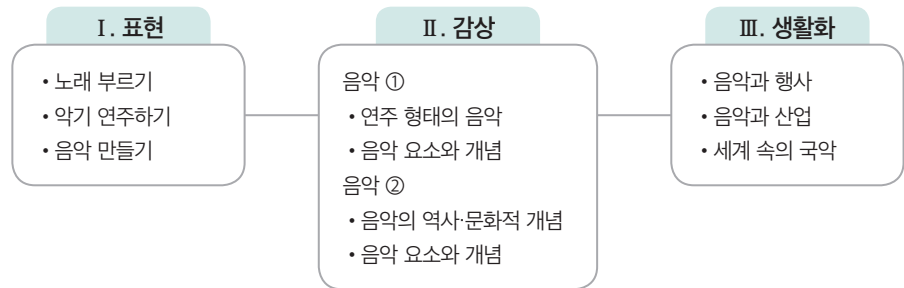 Ⅰ. 표현
• 노래 부르기
• 악기 연주하기
• 음악 만들기
Ⅱ. 감상
음악 ①
• 연주 형태의 음악
• 음악 요소와 개념
음악 ②
• 음악의 역사·문화적 개념
• 음악 요소와 개념
Ⅲ. 생활화
• 음악과 행사
• 음악과 산업
• 세계 속의 국악